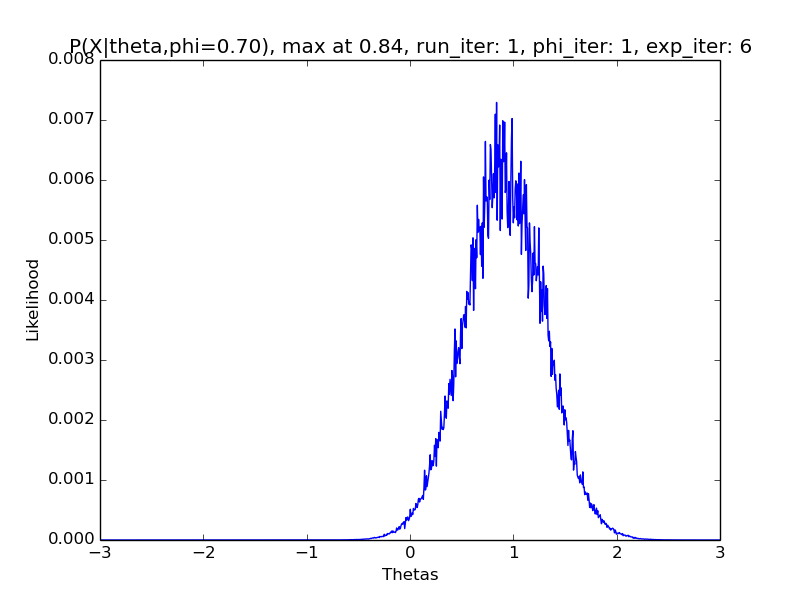 P(X|theta,phi=0.70), max at 0.84, run_iter: 1, phi_iter: 1, exp_iter: 6
0.008
0.007
0.006
0.005
0.004
0.003
0.002
0.001
0.000
Likelihood
−3 −2 −1 0 1 2 3
Thetas